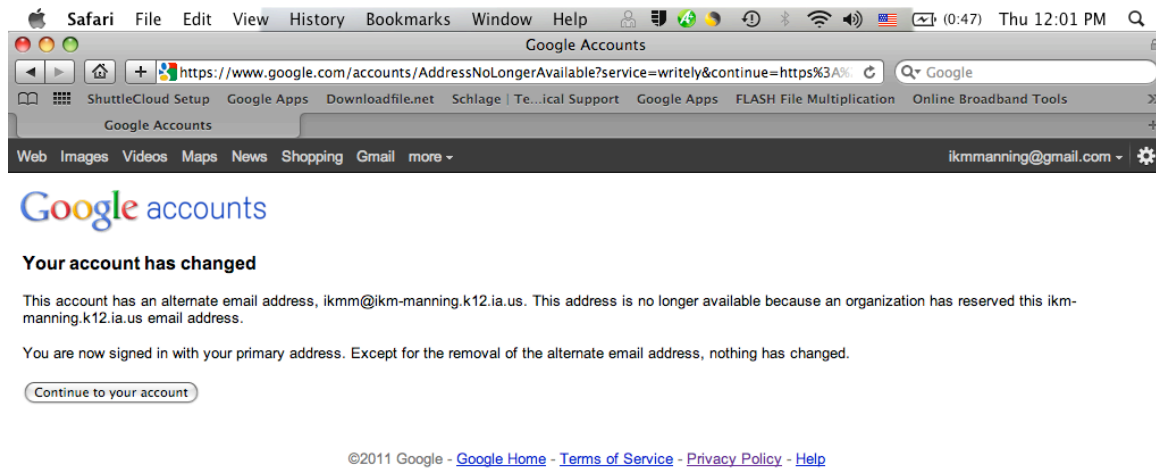 Safari File Edit View History Bookmarks Window Help (0:47) Thu 12:01 PM
Google Accounts
https://www.google.com/accounts/AddressNoLongerAvailable?service=writely&continue=https%3A% Google
ShuttleCloud Setup Google Apps Downloadfile.net Schlage | Te...ical Support Google Apps FLASH File Multiplication Online Broadband Tools
Google Accounts
Web Images Videos Maps News Shopping Gmail more ikmmanning@gmail.com
Google accounts
Your account has changed
This account has an alternate email address, ikmm@ikm-manning.k12.ia.us. This address is no longer available because an organization has reserved this ikm-
manning.k12.ia.us email address.
You are now signed in with your primary address. Except for the removal of the alternate email address, nothing has changed.
Continue to your account
©2011 Google - Google Home - Terms of Service - Privacy Policy - Help